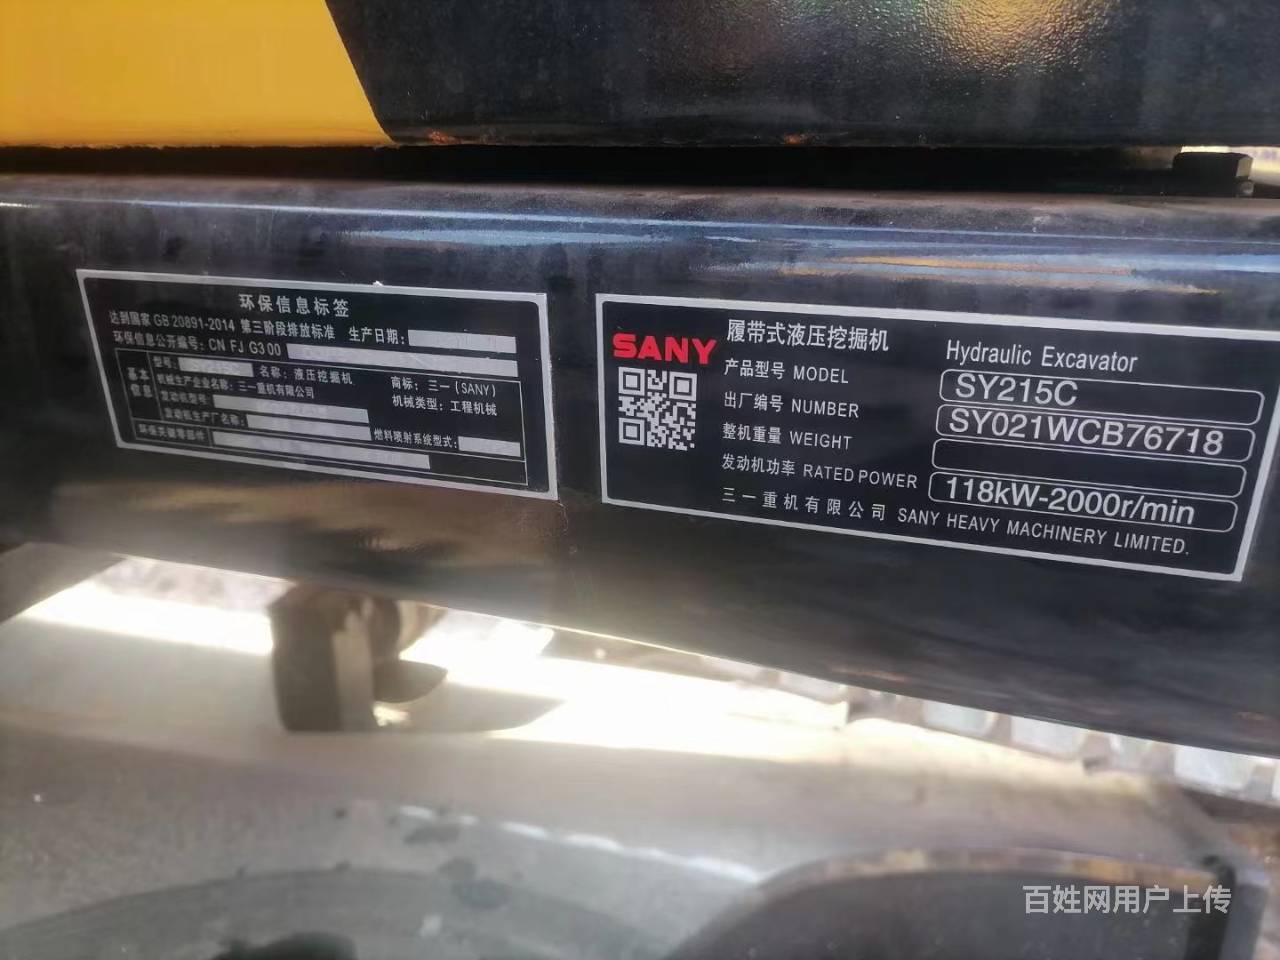 环保信息标签
达到国家 GB 20891-2014 第三阶段排放标准 生产日期:
环保信息公开编号: CN FJ G3 00
基本信息
型号: 名称: 液压挖掘机 商标: 三一 (SANY)
机械生产企业名称: 三一重机有限公司 机械类型: 工程机械
发动机型号:
发动机生产厂名称: 燃料喷射系统型式:
环保关键零部件
SANY
履带式液压挖掘机 Hydraulic Excavator
产品型号 MODEL SY215C
出厂编号 NUMBER SY021WCB76718
整机重量 WEIGHT
发动机功率 RATED POWER 118kW-2000r/min
三一重机有限公司 SANY HEAVY MACHINERY LIMITED.
百姓网用户上传